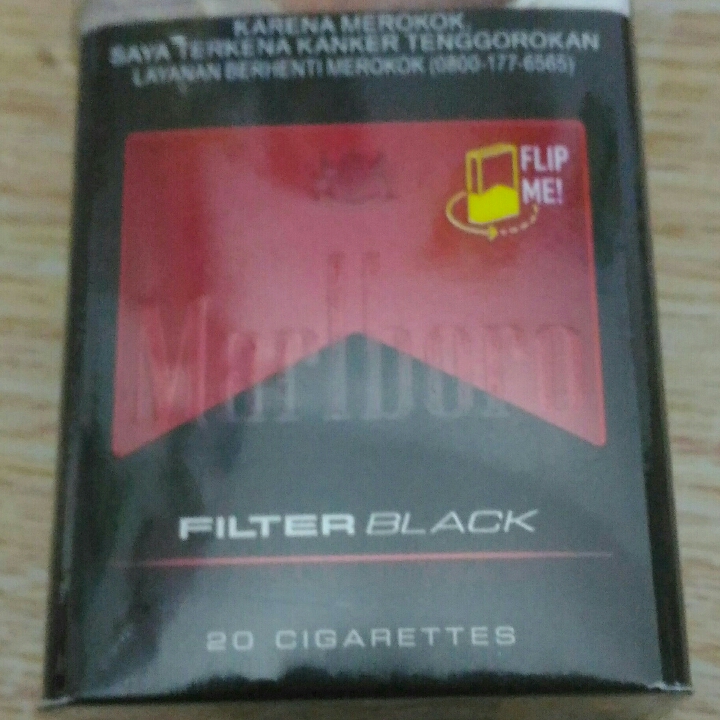 KARENA MEROKOK,
SAYA TERKENA KANKER TENGGOROKAN
LAYANAN BERHENTI MEROKOK (0800-177-6565)
FLIP
ME!
Marlboro
FILTER BLACK
20 CIGARETTES